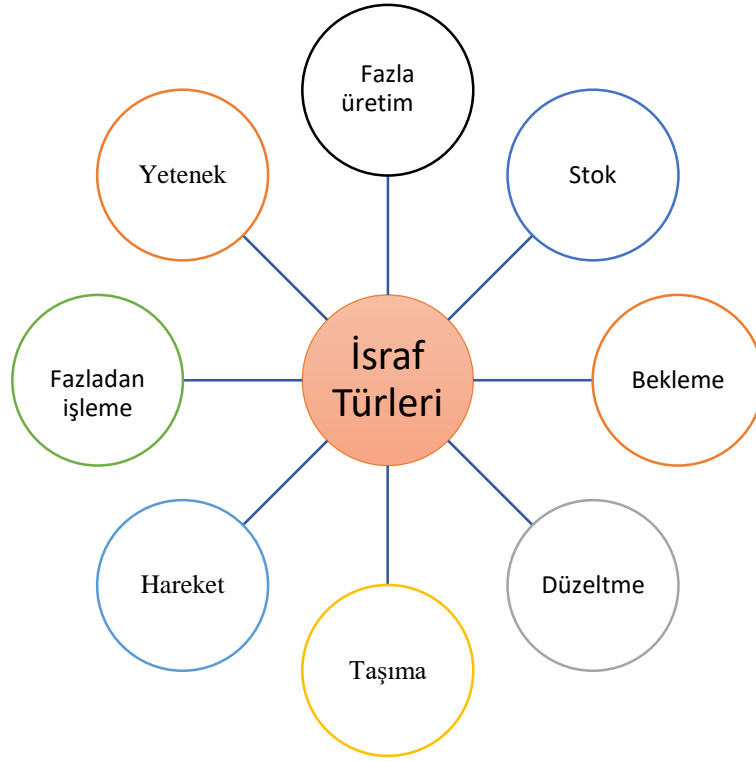 Fazla
üretim
Yetenek
Stok
İsraf
Türleri
Fazladan
işleme
Bekleme
Hareket
Düzeltme
Taşıma